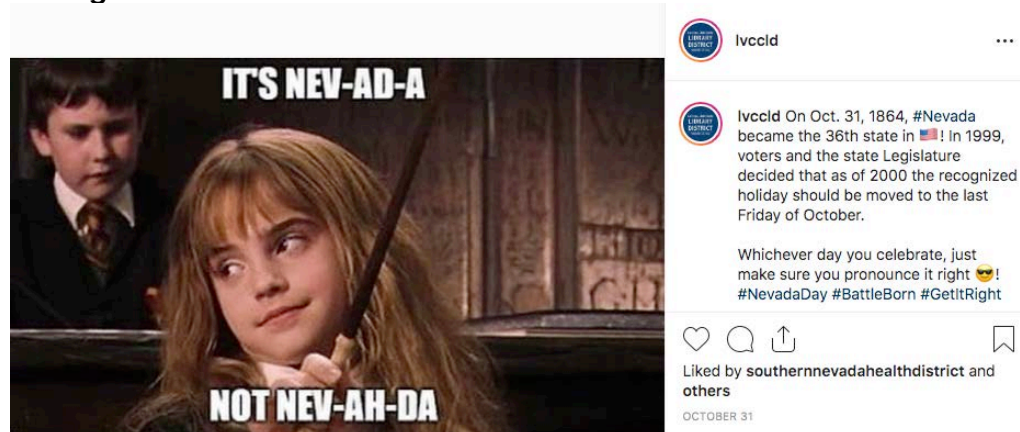 IT'S NEV-AD-A
NOT NEV-AH-DA
lvccld
lvccld On Oct. 31, 1864, #Nevada
became the 36th state in 🇺🇸! In 1999,
voters and the state Legislature
decided that as of 2000 the recognized
holiday should be moved to the last
Friday of October.
Whichever day you celebrate, just
make sure you pronounce it right 😎!
#NevadaDay #BattleBorn #GetItRight
Liked by southernnevadahealthdistrict and
others
OCTOBER 31